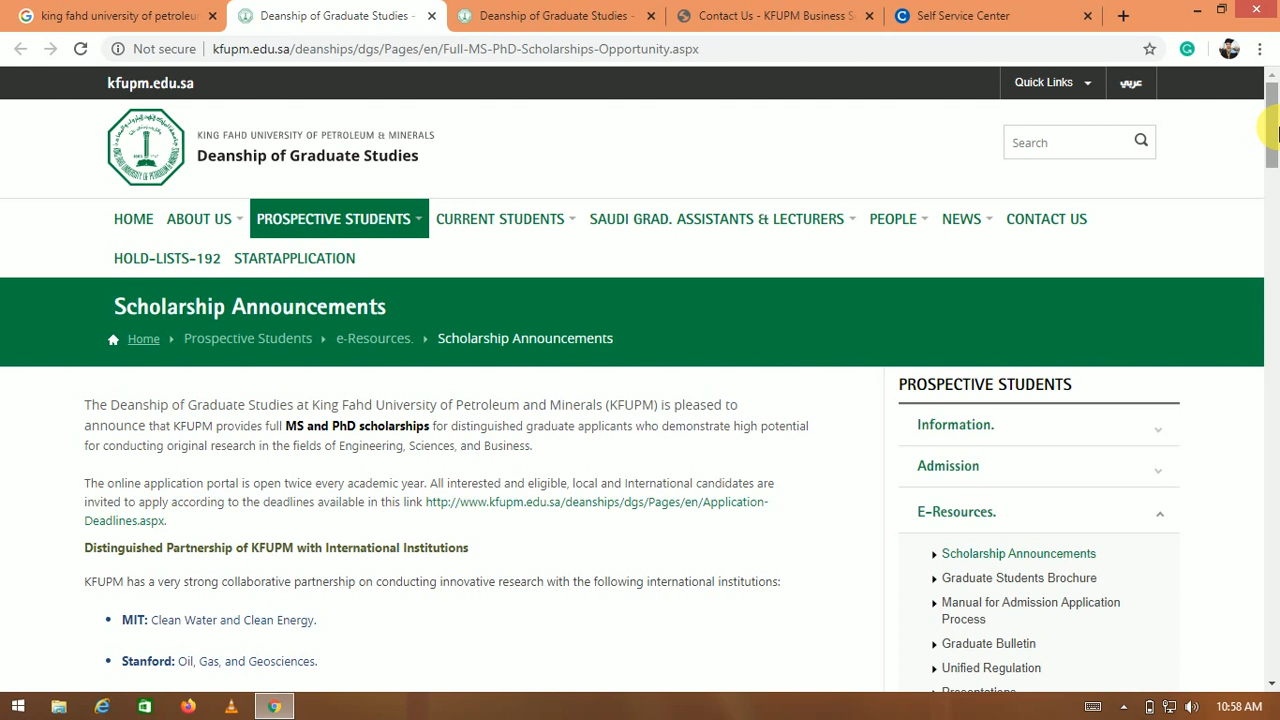 king fahd university of petroleu
Deanship of Graduate Studies -
Deanship of Graduate Studies -
Contact Us - KFUPM Business S
Self Service Center
Not secure
kfupm.edu.sa/deanships/dgs/Pages/en/Full-MS-PhD-Scholarships-Opportunity.aspx
kfupm.edu.sa
Quick Links
عربي
KING FAHD UNIVERSITY OF PETROLEUM & MINERALS
Deanship of Graduate Studies
Search
HOME ABOUT US PROSPECTIVE STUDENTS CURRENT STUDENTS SAUDI GRAD. ASSISTANTS & LECTURERS PEOPLE NEWS CONTACT US
HOLD-LISTS-192 STARTAPPLICATION
Scholarship Announcements
Home Prospective Students e-Resources. Scholarship Announcements
The Deanship of Graduate Studies at King Fahd University of Petroleum and Minerals (KFUPM) is pleased to
announce that KFUPM provides full MS and PhD scholarships for distinguished graduate applicants who demonstrate high potential
for conducting original research in the fields of Engineering, Sciences, and Business.
The online application portal is open twice every academic year. All interested and eligible, local and International candidates are
invited to apply according to the deadlines available in this link http://www.kfupm.edu.sa/deanships/dgs/Pages/en/Application-
Deadlines.aspx.
Distinguished Partnership of KFUPM with International Institutions
KFUPM has a very strong collaborative partnership on conducting innovative research with the following international institutions:
• MIT: Clean Water and Clean Energy.
• Stanford: Oil, Gas, and Geosciences.
PROSPECTIVE STUDENTS
Information.
Admission
E-Resources.
Scholarship Announcements
Graduate Students Brochure
Manual for Admission Application
Process
Graduate Bulletin
Unified Regulation
Presentations
10:58 AM